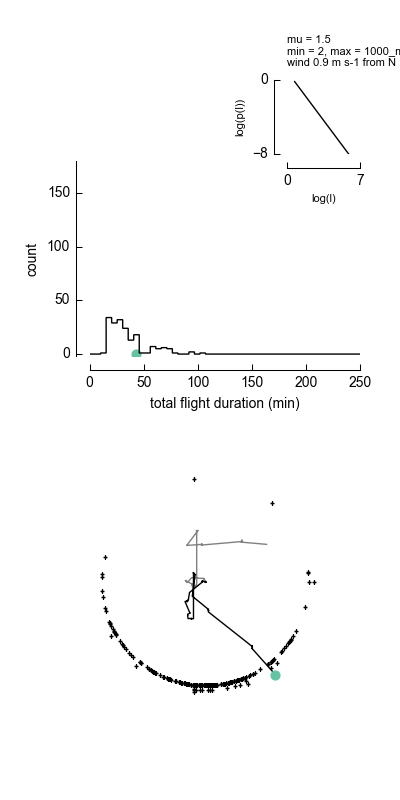 mu = 1.5
min = 2, max = 1000_m
wind 0.9 m s-1 from N
0
log(p(l))
−8
0
7
log(l)
150
100
50
0
count
0
50
100
150
200
250
total flight duration (min)